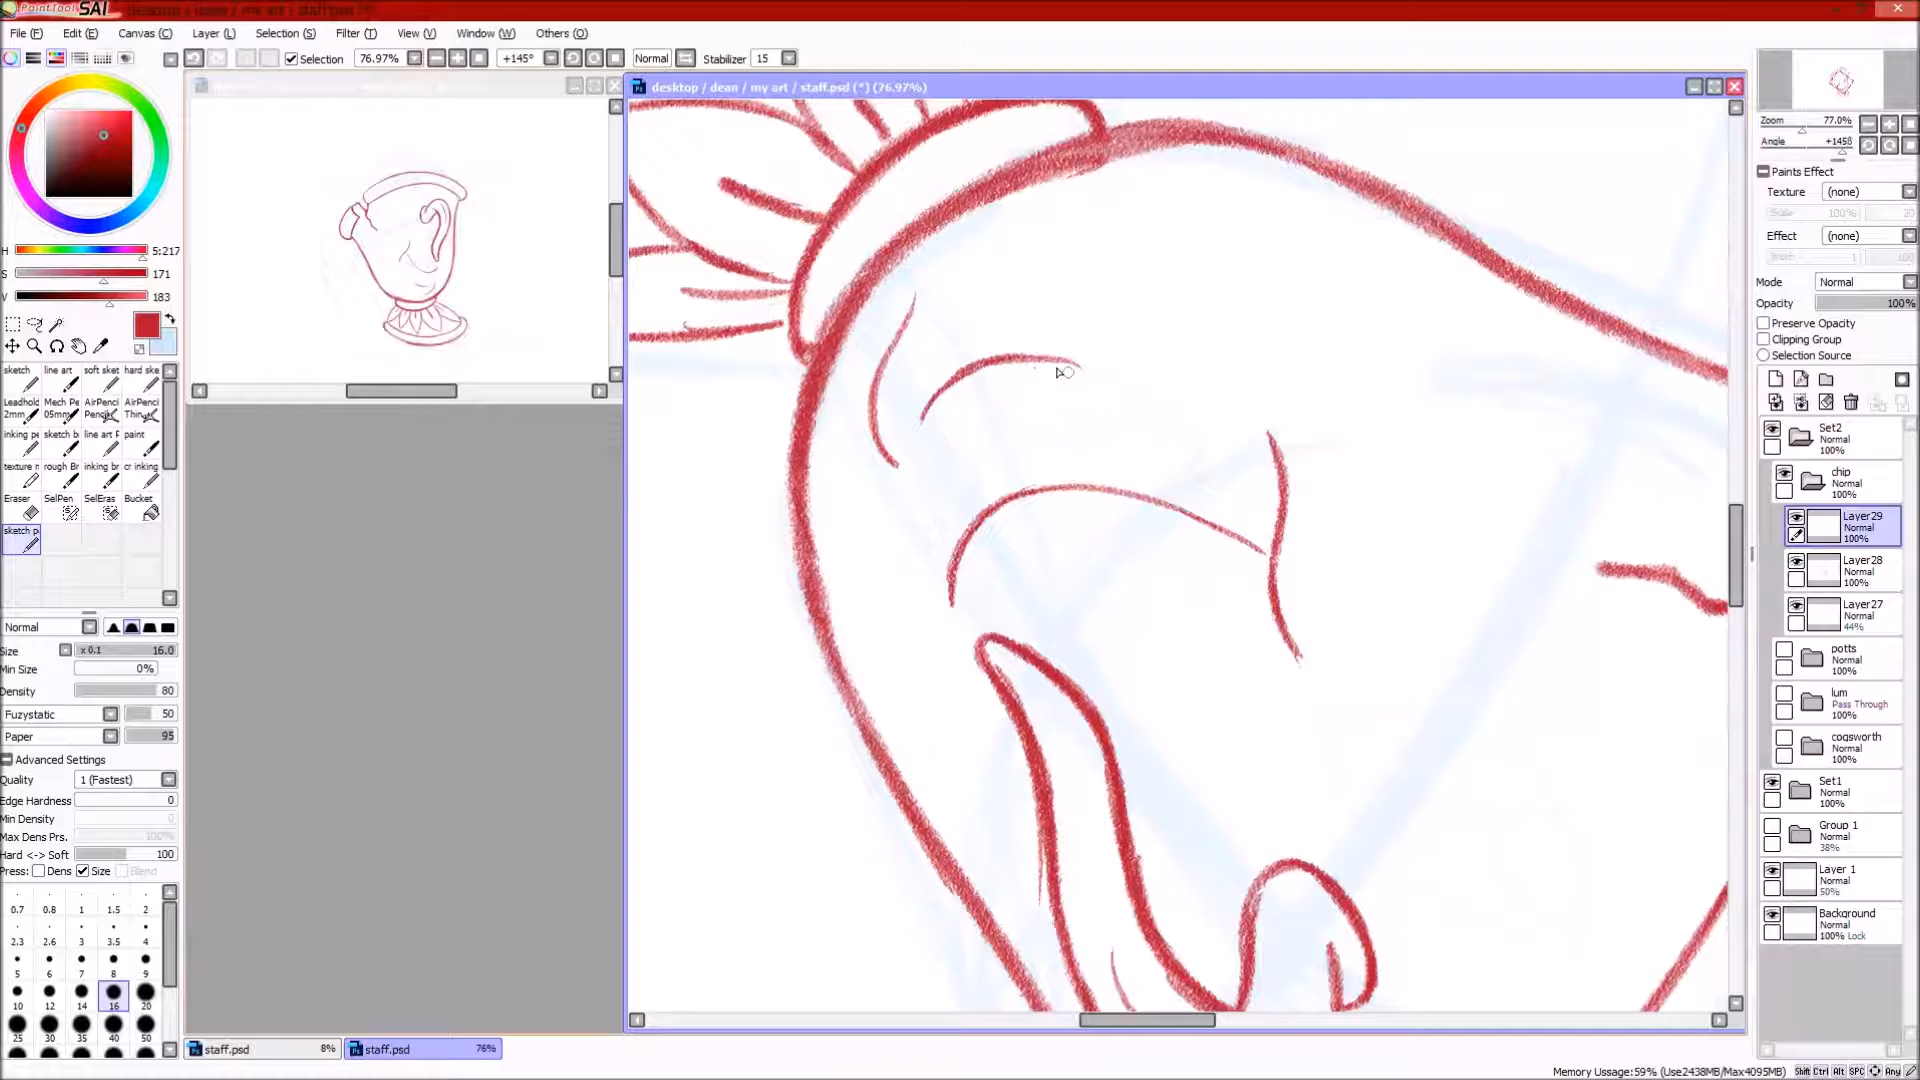 PaintTool SAI
File (F) Edit (E) Canvas (C) Layer (L) Selection (S) Filter (T) View (V) Window (W) Others (O)
Selection 76.97% +145° Normal Stabilizer 15
desktop / dean / my art / staff.psd (*) (76.97%)
Zoom 77.0%
Angle +1458
Paints Effect
Texture (none)
Scale 100% 20
Effect (none)
1 100
Mode Normal
Opacity 100%
Preserve Opacity
Clipping Group
Selection Source
H 5:217
S 171
V 183
sketch line art soft sket hard ske
Leadhold Mech Pe AirPenci AirPenci
2mm 05mm Pencil Thin
inking pe sketch b line art F paint
texture r rough Br inking br cr inking
Eraser SelPen SelEras Bucket
sketch p
Normal
Size x 0.1 16.0
Min Size 0%
Density 80
Fuzystatic 50
Paper 95
Advanced Settings
Quality 1 (Fastest)
Edge Hardness 0
Min Density 0
Max Dens Prs. 100%
Hard <-> Soft 100
Press: Dens Size Blend
0.7 0.8 1 1.5 2
2.3 2.6 3 3.5 4
5 6 7 8 9
10 12 14 16 20
25 30 35 40 50
Set2
Normal
100%
chip
Normal
100%
Layer29
Normal
100%
Layer28
Normal
100%
Layer27
Normal
44%
potts
Normal
100%
lum
Pass Through
100%
cogsworth
Normal
100%
Set1
Normal
100%
Group 1
Normal
38%
Layer 1
Normal
50%
Background
Normal
100% Lock
staff.psd 8% staff.psd 76%
Memory Usage:59% (Use2438MB/Max4095MB) Shift Ctrl Alt SPC Any